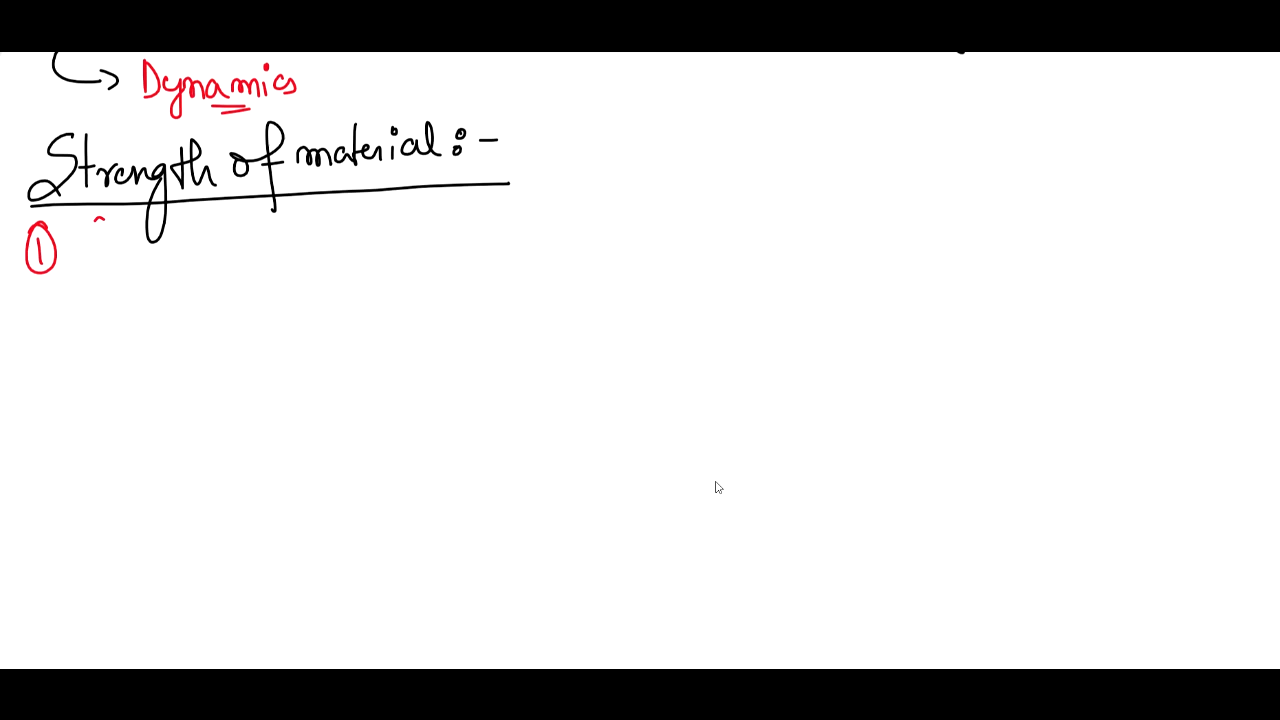 Dynamics
Strength of material :-
①